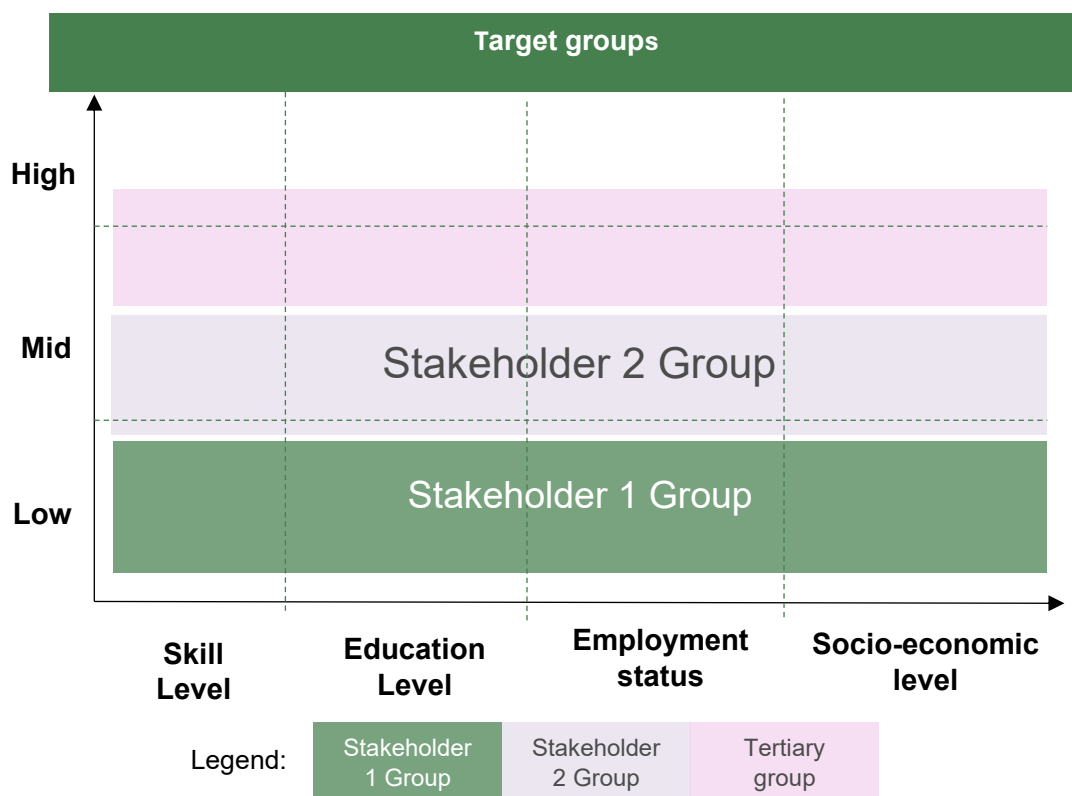 Target groups
High
Mid
Low
Stakeholder 2 Group
Stakeholder 1 Group
Skill
Level
Education
Level
Employment
status
Socio-economic
level
Legend:
Stakeholder
1 Group
Stakeholder
2 Group
Tertiary
group